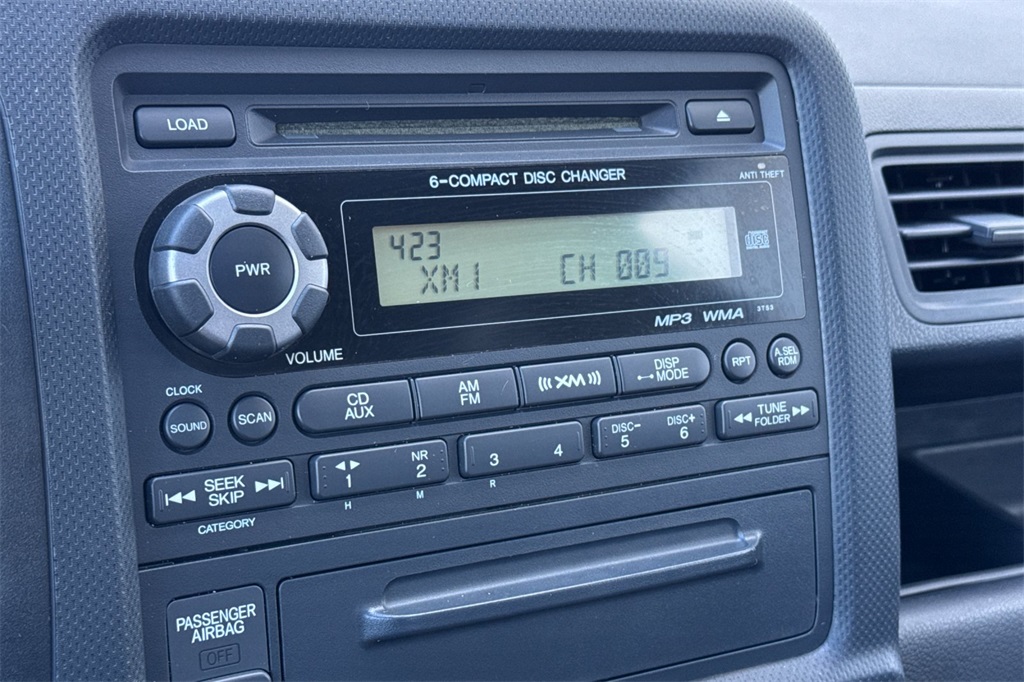 LOAD
6-COMPACT DISC CHANGER
ANTI THEFT
423
XM1 CH 009
PWR
VOLUME
MP3 WMA
3TS3
CLOCK
SOUND
SCAN
CD
AUX
AM
FM
XM
DISP
MODE
RPT
A.SEL
RDM
SEEK
SKIP
CATEGORY
1
NR
2
H
M
3
4
R
DISC-
5
DISC+
6
TUNE
FOLDER
PASSENGER
AIRBAG
OFF